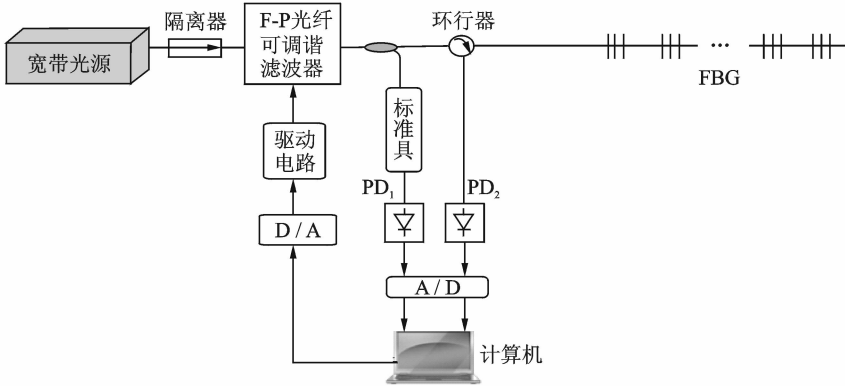 隔离器
宽带光源
F-P光纤
可调谐
滤波器
环行器
FBG
标准具
驱动
电路
PD₁
PD₂
D / A
A / D
计算机